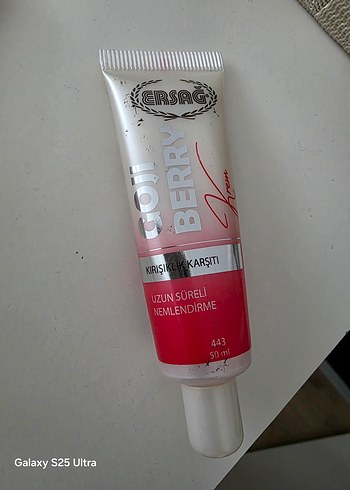 ERSAĞ
GOJI
BERRY
Krem
KIRIŞIKLIK KARŞITI
UZUN SÜRELİ
NEMLENDİRME
443
50 ml
Galaxy S25 Ultra